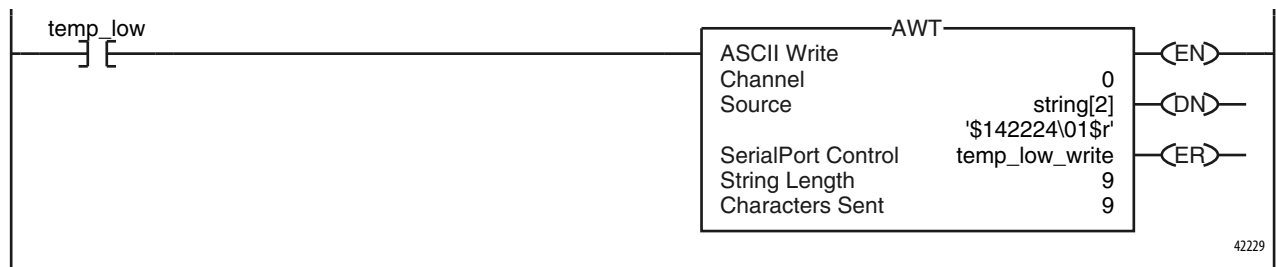 temp_low
AWT
ASCII Write
EN
Channel 0
DN
Source string[2]
'$142224\01$r'
ER
SerialPort Control temp_low_write
String Length 9
Characters Sent 9
42229